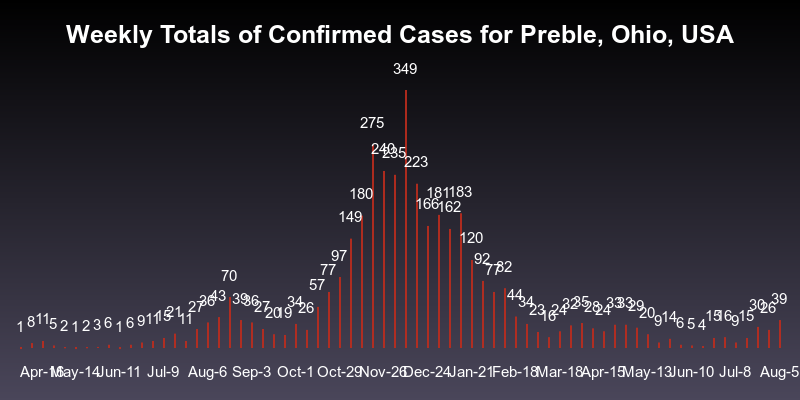 Weekly Totals of Confirmed Cases for Preble, Ohio, USA
349
275
240 235
223
180 181 183
166 162
149
120
97 92
77 77 82
70
57
43 44
36 39 36 34 34 35 39
27 27 26 32 28 33 33 29 30 26
21 20 19 23 24 24 20
11 11 15 11 16 15 16 15
8 5 2 1 2 3 6 1 6 9 9 14 6 5 4 9
1
Apr-16 May-14 Jun-11 Jul-9 Aug-6 Sep-3 Oct-1 Oct-29 Nov-26 Dec-24 Jan-21 Feb-18 Mar-18 Apr-15 May-13 Jun-10 Jul-8 Aug-5